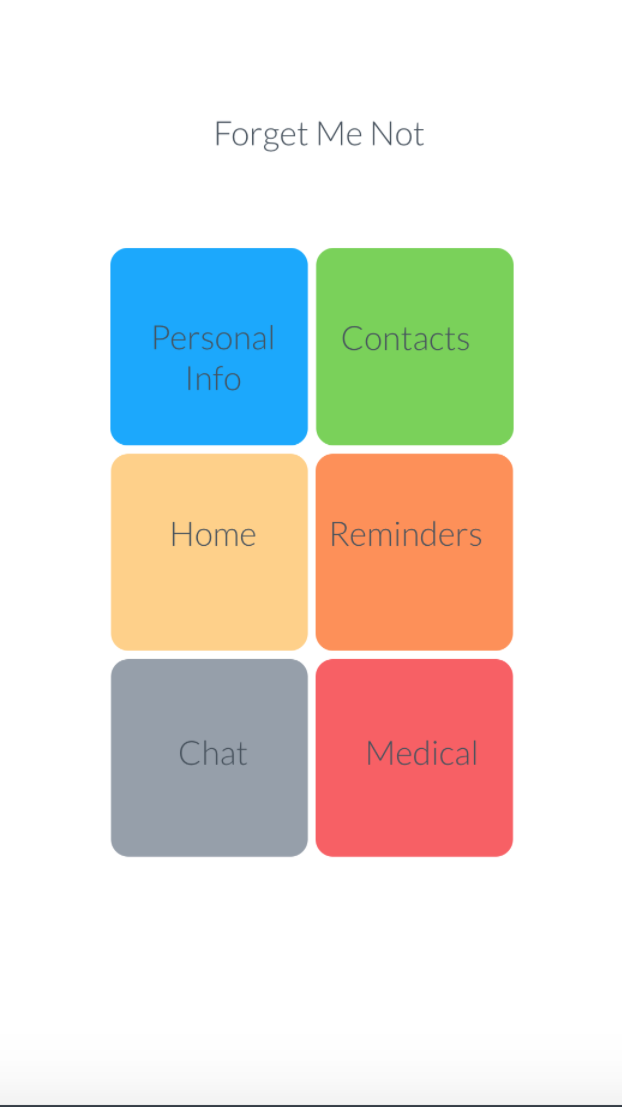 Forget Me Not
Personal
Info
Contacts
Home
Reminders
Chat
Medical